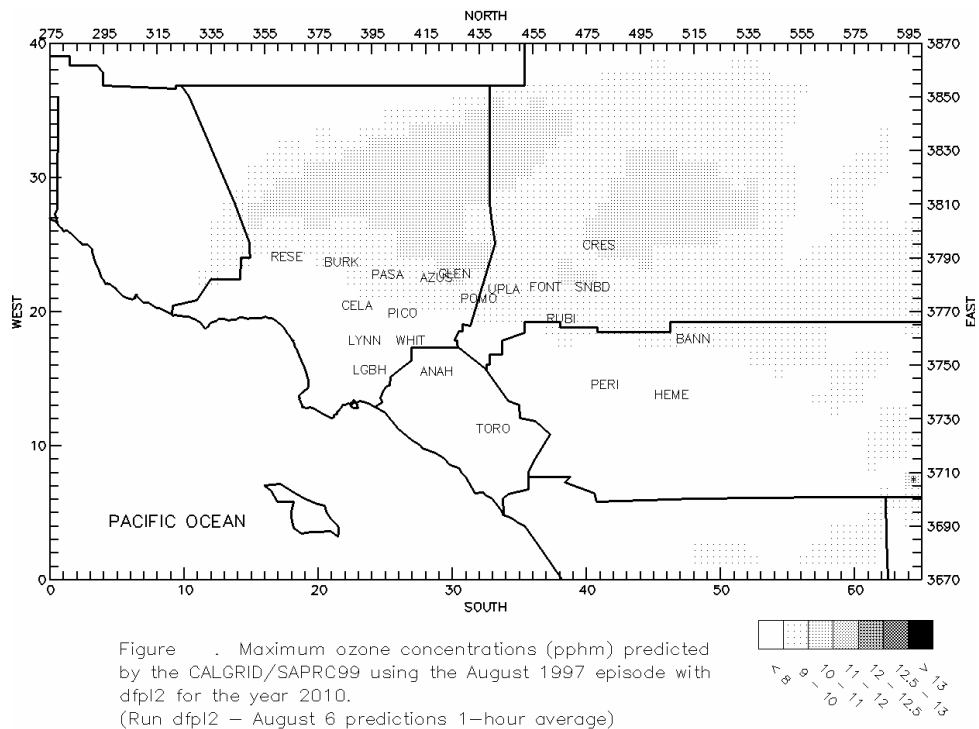 NORTH
275 295 315 335 355 375 395 415 435 455 475 495 515 535 555 575 595
40 3870
3850
3830
30
3810
CRES
RESE BURK 3790
PASA AZUS GLEN
UPLA FONT SNBD
POMO
CELA PICO
WEST 20 RUBI 3770 EAST
LYNN WHIT BANN
3750
LGBH ANAH
PERI
HEME
3730
TORO
10
3710
*
PACIFIC OCEAN 3690
0 3670
0 10 20 30 40 50 60
SOUTH
Figure . Maximum ozone concentrations (pphm) predicted
by the CALGRID/SAPRC99 using the August 1997 episode with
dfpl2 for the year 2010.
(Run dfpl2 – August 6 predictions 1–hour average)
< 8
9 – 10
10 – 11
11 – 12
12 – 12.5
12.5 – 13
> 13